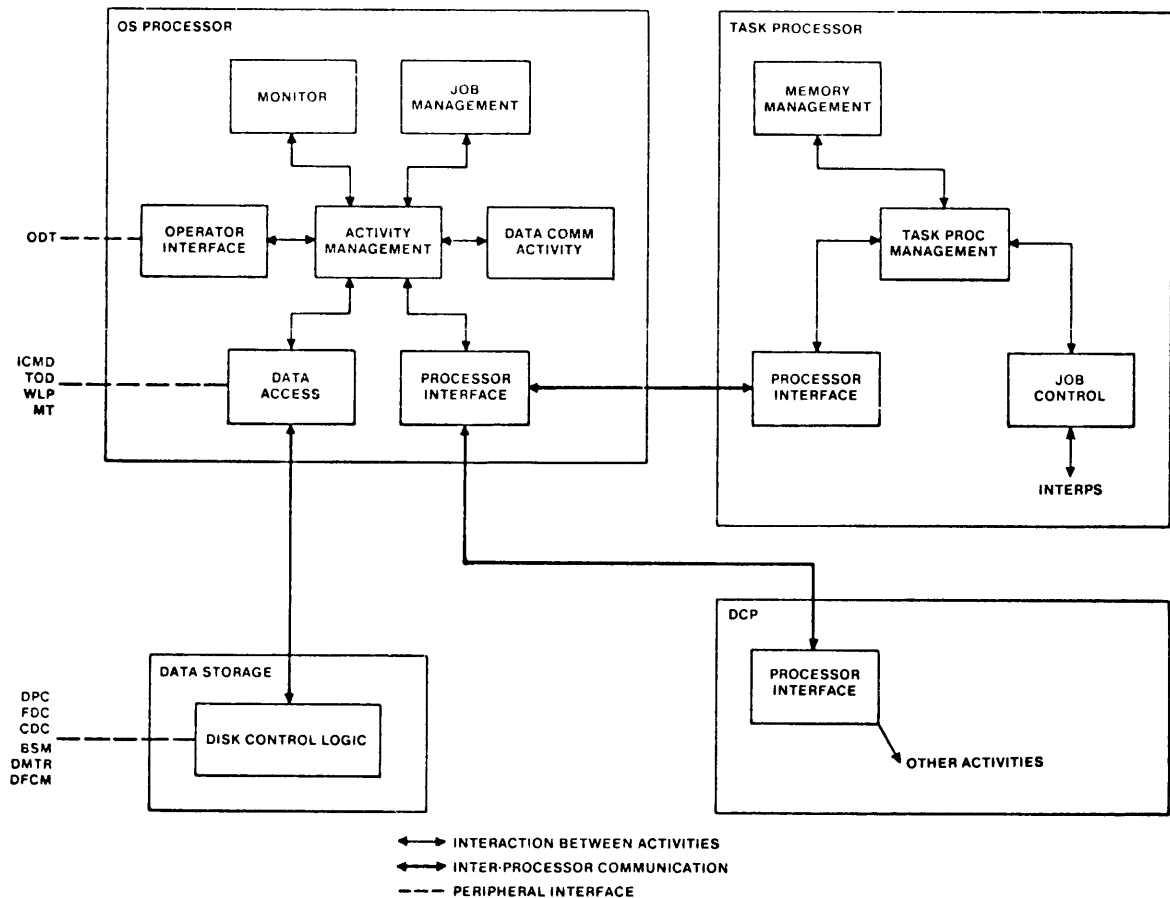 OS PROCESSOR
MONITOR
JOB
MANAGEMENT
ODT
OPERATOR
INTERFACE
ACTIVITY
MANAGEMENT
DATA COMM
ACTIVITY
ICMD
TOD
WLP
MT
DATA
ACCESS
PROCESSOR
INTERFACE
TASK PROCESSOR
MEMORY
MANAGEMENT
TASK PROC
MANAGEMENT
PROCESSOR
INTERFACE
JOB
CONTROL
INTERPS
DATA STORAGE
DPC
FDC
CDC
BSM
DMTR
DFCM
DISK CONTROL LOGIC
DCP
PROCESSOR
INTERFACE
OTHER ACTIVITIES
INTERACTION BETWEEN ACTIVITIES
INTER-PROCESSOR COMMUNICATION
PERIPHERAL INTERFACE